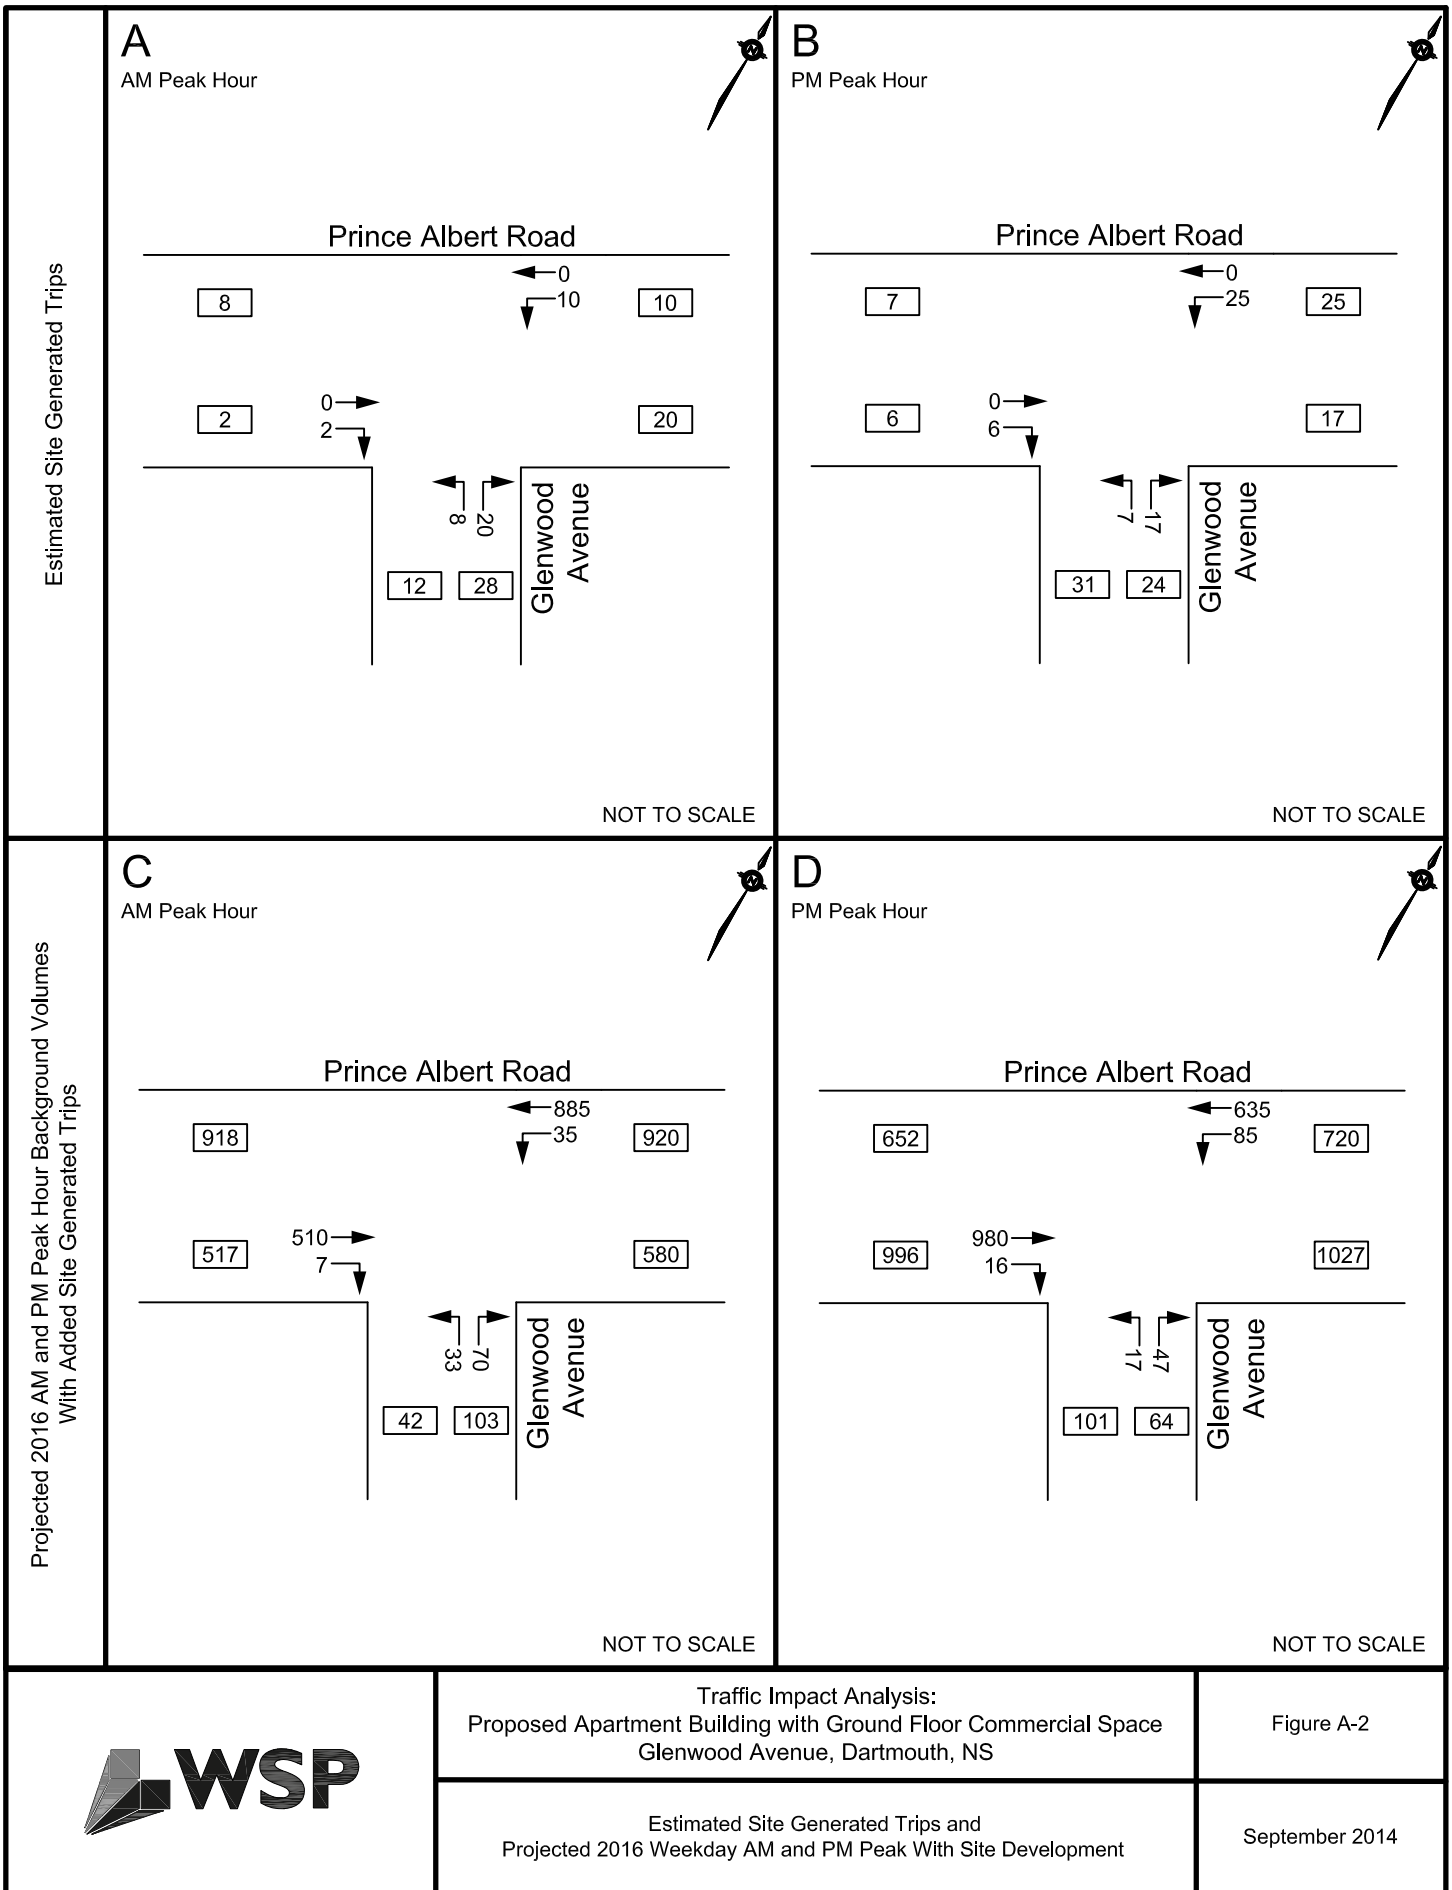 Estimated Site Generated Trips
A
AM Peak Hour
N
Prince Albert Road
0
10
8
10
0
2
2
20
8
20
Glenwood
Avenue
12
28
NOT TO SCALE
B
PM Peak Hour
N
Prince Albert Road
0
25
7
25
0
6
6
17
7
17
Glenwood
Avenue
31
24
NOT TO SCALE
Projected 2016 AM and PM Peak Hour Background Volumes
With Added Site Generated Trips
C
AM Peak Hour
N
Prince Albert Road
885
35
918
920
510
7
517
580
33
70
Glenwood
Avenue
42
103
NOT TO SCALE
D
PM Peak Hour
N
Prince Albert Road
635
85
652
720
980
16
996
1027
17
47
Glenwood
Avenue
101
64
NOT TO SCALE
WSP
Traffic Impact Analysis:
Proposed Apartment Building with Ground Floor Commercial Space
Glenwood Avenue, Dartmouth, NS
Figure A-2
Estimated Site Generated Trips and
Projected 2016 Weekday AM and PM Peak With Site Development
September 2014